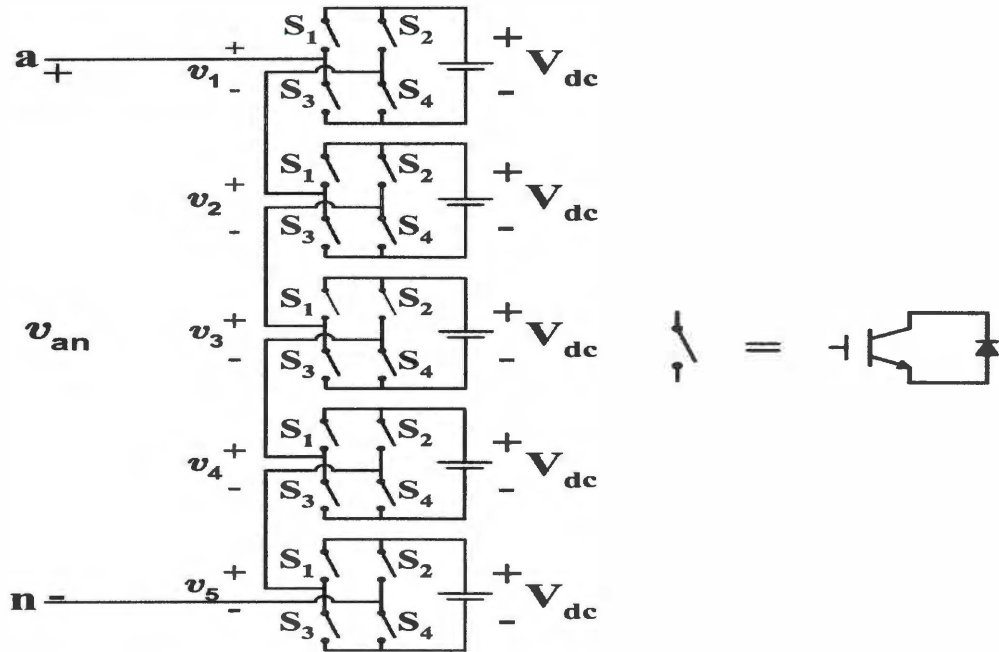 S1 S2
a + + v1 - S3 S4 + Vdc -
S1 S2
+ v2 - S3 S4 + Vdc -
S1 S2
van + v3 - S3 S4 + Vdc - =
S1 S2
+ v4 - S3 S4 + Vdc -
S1 S2
n - + v5 - S3 S4 + Vdc -